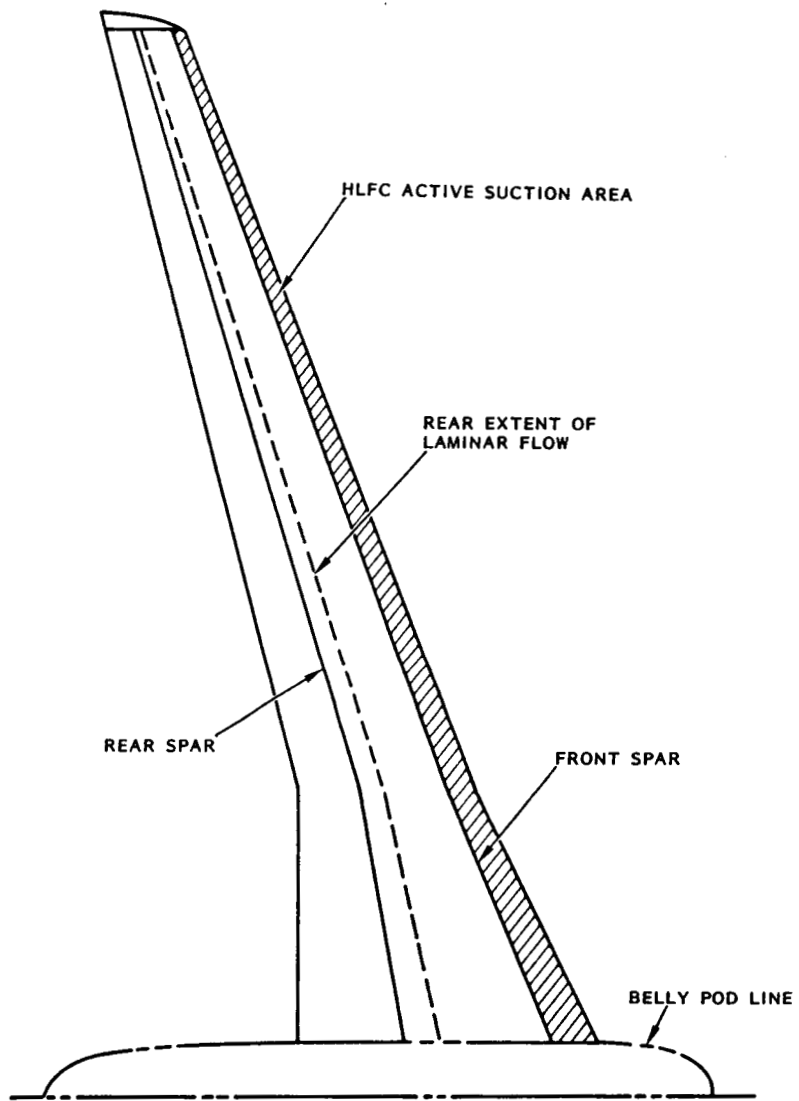 HLFC ACTIVE SUCTION AREA
REAR EXTENT OF
LAMINAR FLOW
REAR SPAR
FRONT SPAR
BELLY POD LINE